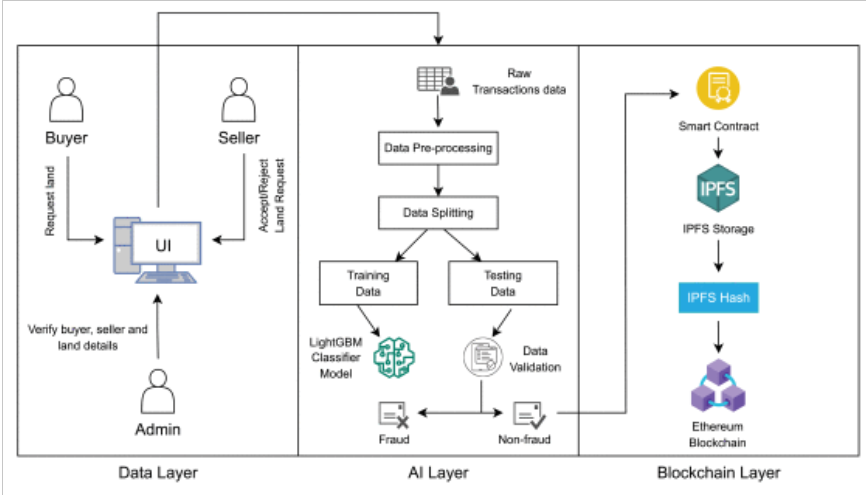 Buyer
Seller
Request land
Accept/Reject
Land Request
UI
Verify buyer, seller and
land details
Admin
Data Layer
Raw
Transactions data
Data Pre-processing
Data Splitting
Training
Data
Testing
Data
LightGBM
Classifier
Model
Data
Validation
Fraud
Non-fraud
AI Layer
Smart Contract
IPFS
IPFS Storage
IPFS Hash
Ethereum
Blockchain
Blockchain Layer